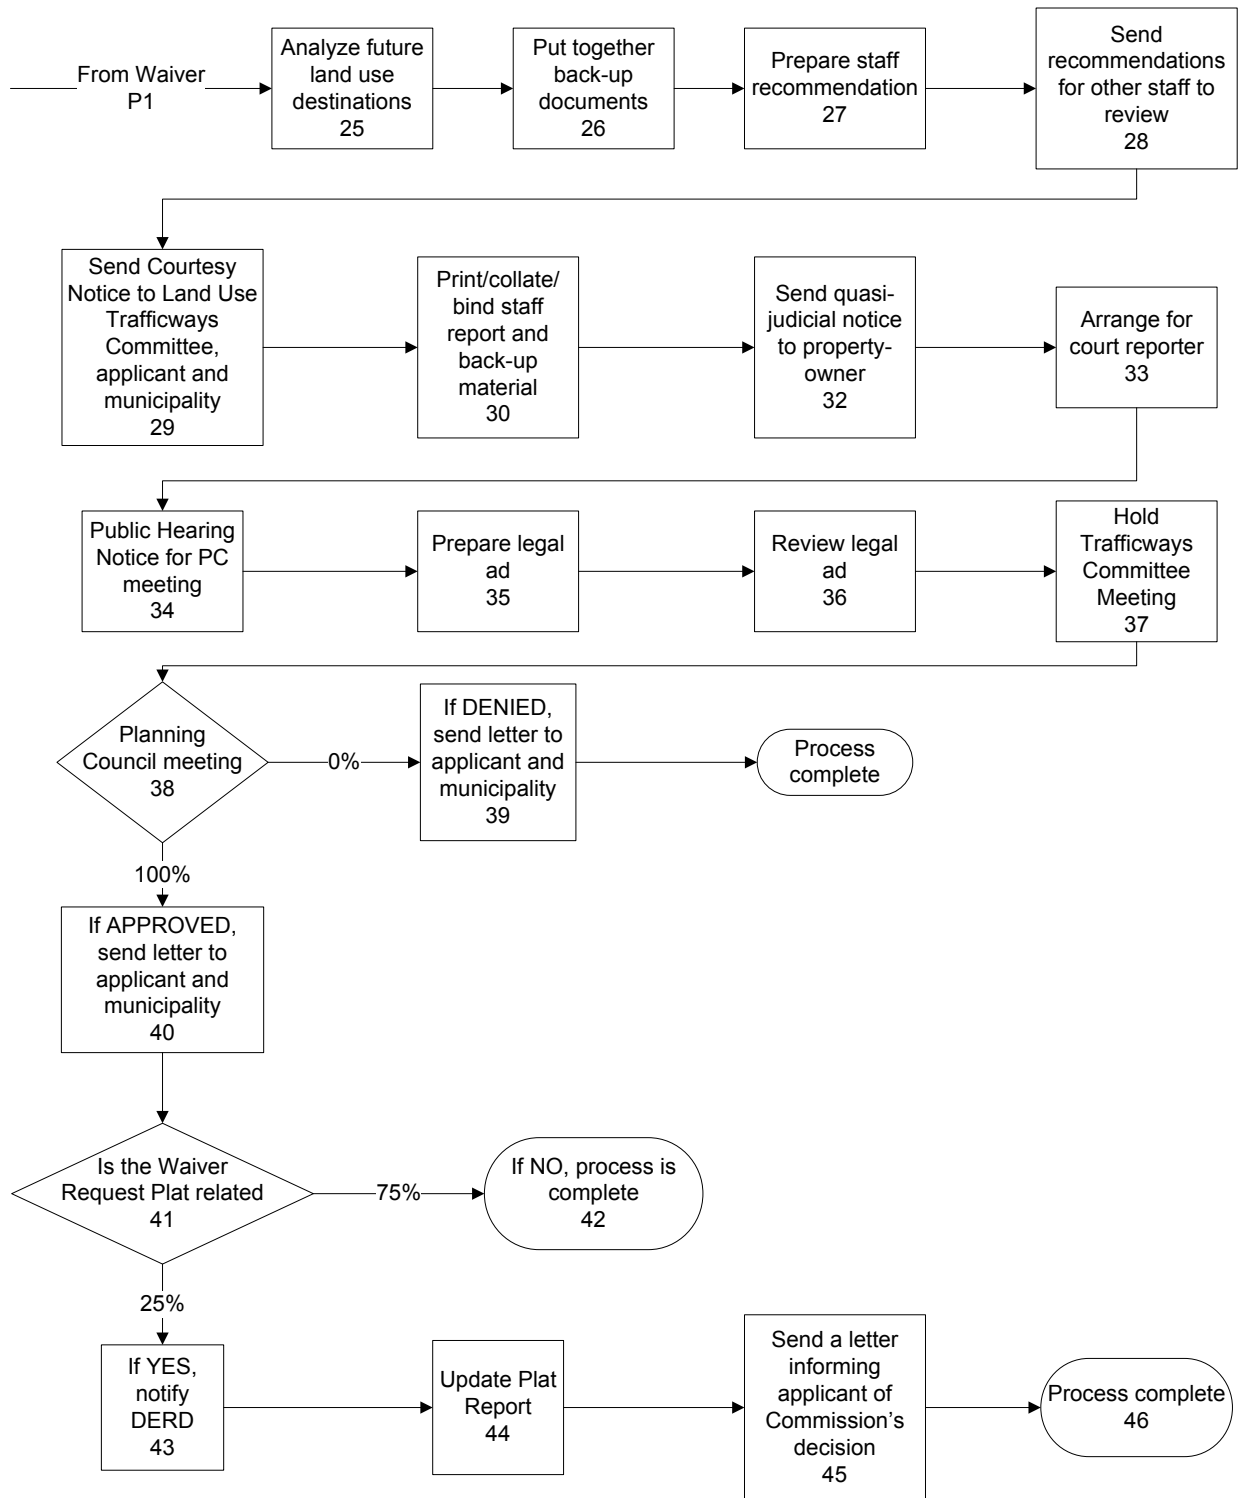 From Waiver
P1
Analyze future
land use
destinations
25
Put together
back-up
documents
26
Prepare staff
recommendation
27
Send
recommendations
for other staff to
review
28
Send Courtesy
Notice to Land Use
Trafficways
Committee,
applicant and
municipality
29
Print/collate/
bind staff
report and
back-up
material
30
Send quasi-
judicial notice
to property-
owner
32
Arrange for
court reporter
33
Public Hearing
Notice for PC
meeting
34
Prepare legal
ad
35
Review legal
ad
36
Hold
Trafficways
Committee
Meeting
37
Planning
Council meeting
38
0%
If DENIED,
send letter to
applicant and
municipality
39
Process
complete
100%
If APPROVED,
send letter to
applicant and
municipality
40
Is the Waiver
Request Plat related
41
75%
If NO, process is
complete
42
25%
If YES,
notify
DERD
43
Update Plat
Report
44
Send a letter
informing
applicant of
Commission's
decision
45
Process complete
46